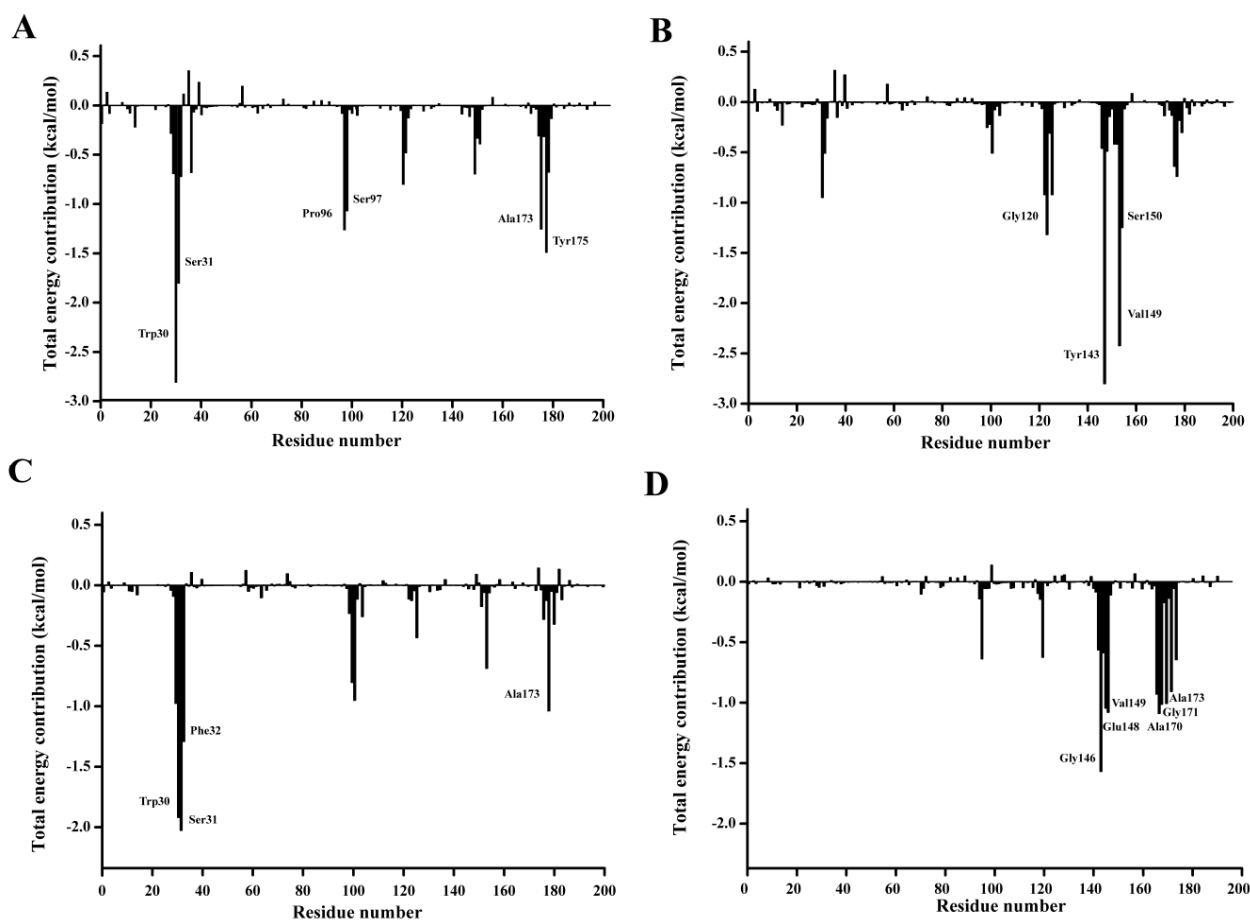 A
Total energy contribution (kcal/mol)
0.5
0.0
-0.5
-1.0
-1.5
-2.0
-2.5
-3.0
Trp30
Ser31
Pro96
Ser97
Ala173
Tyr175
0 20 40 60 80 100 120 140 160 180 200
Residue number
B
Total energy contribution (kcal/mol)
0.5
0.0
-0.5
-1.0
-1.5
-2.0
-2.5
-3.0
Gly120
Ser150
Val149
Tyr143
0 20 40 60 80 100 120 140 160 180 200
Residue number
C
Total energy contribution (kcal/mol)
0.5
0.0
-0.5
-1.0
-1.5
-2.0
Phe32
Trp30
Ser31
Ala173
0 20 40 60 80 100 120 140 160 180 200
Residue number
D
Total energy contribution (kcal/mol)
0.5
0.0
-0.5
-1.0
-1.5
-2.0
Val149
Glu148
Gly146
Ala173
Gly171
Ala170
0 20 40 60 80 100 120 140 160 180 200
Residue number